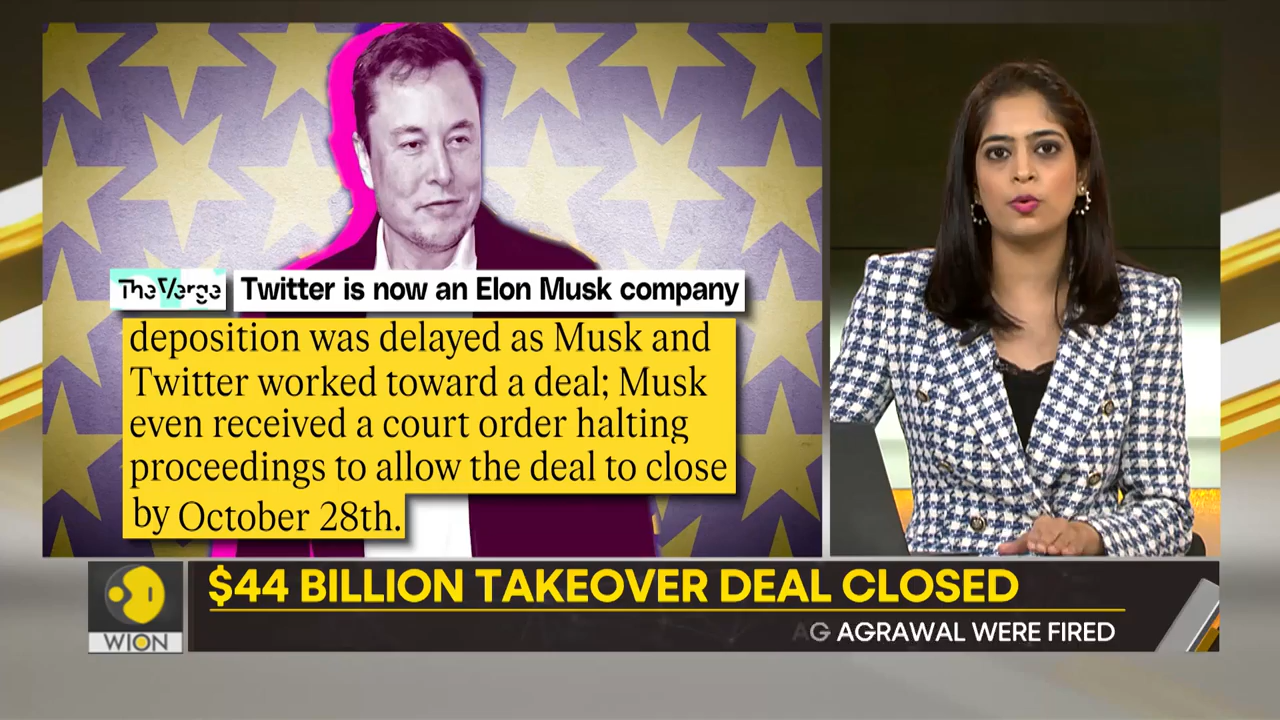 The Verge
Twitter is now an Elon Musk company
deposition was delayed as Musk and
Twitter worked toward a deal; Musk
even received a court order halting
proceedings to allow the deal to close
by October 28th.
$44 BILLION TAKEOVER DEAL CLOSED
AG AGRAWAL WERE FIRED
WION